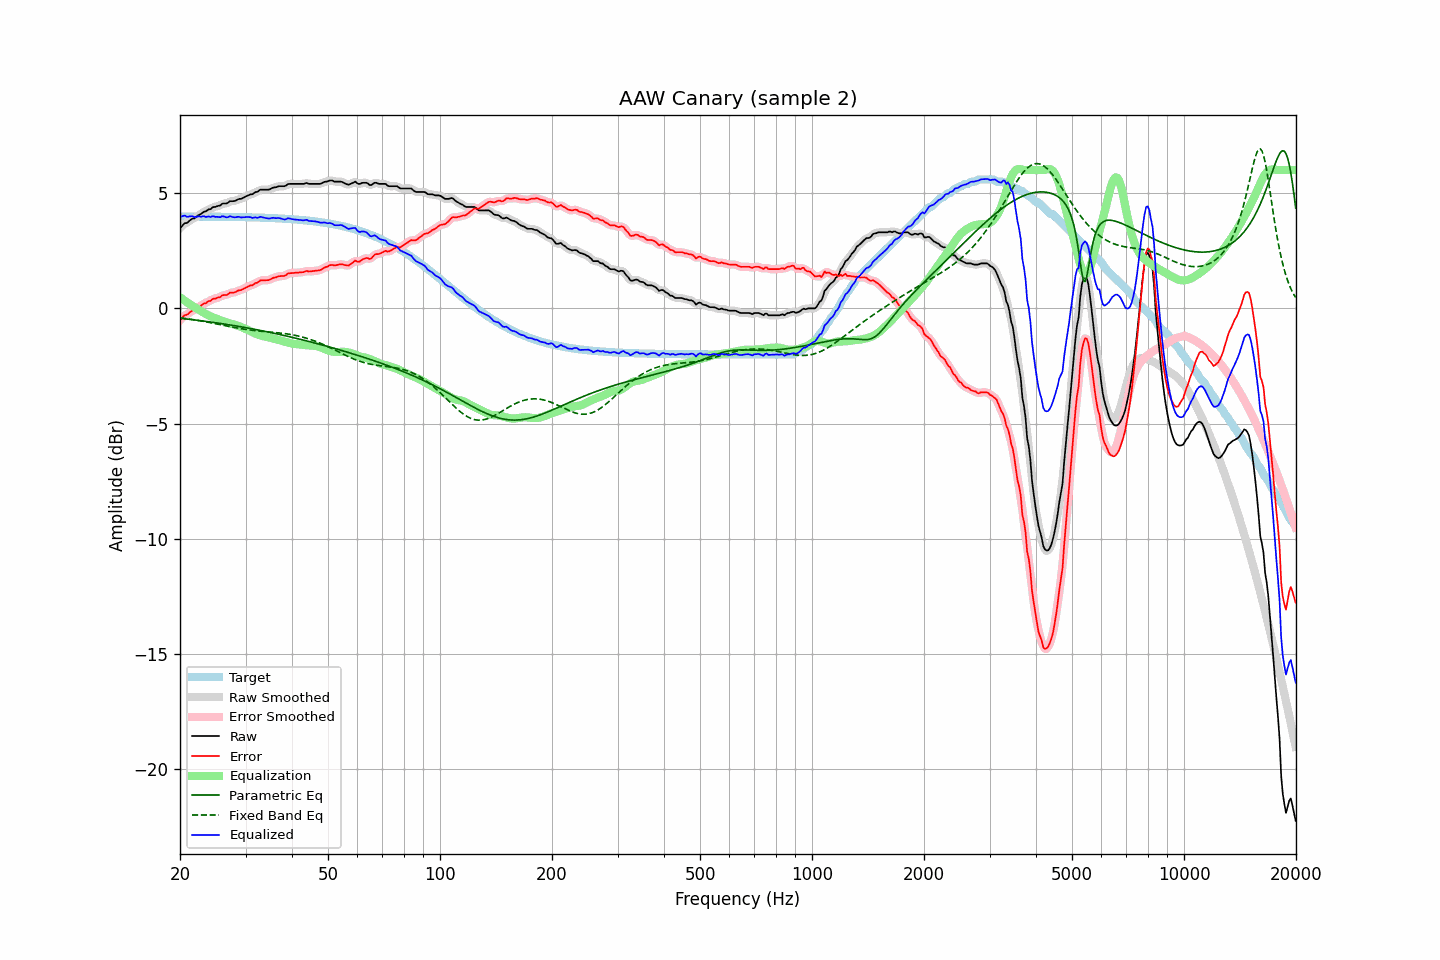 AAW Canary (sample 2)
Amplitude (dBr)
5
0
−5
−10
−15
−20
Target
Raw Smoothed
Error Smoothed
Raw
Error
Equalization
Parametric Eq
Fixed Band Eq
Equalized
20 50 100 200 500 1000 2000 5000 10000 20000
Frequency (Hz)